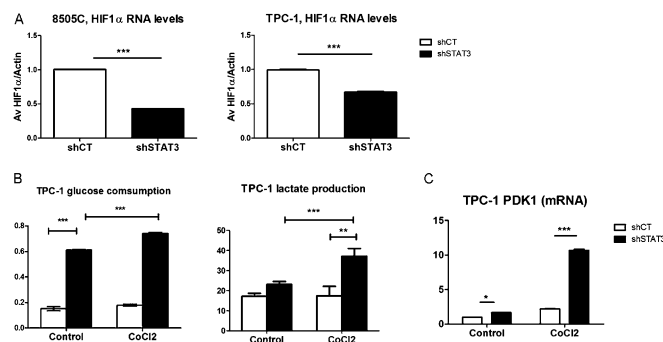 A
8505C, HIF1α RNA levels
***
Av HIF1α/Actin
1.5
1.0
0.5
0.0
shCT
shSTAT3
TPC-1, HIF1α RNA levels
***
Av HIF1α/Actin
1.5
1.0
0.5
0.0
shCT
shSTAT3
shCT
shSTAT3
B
TPC-1 glucose comsumption
***
***
0.8
0.6
0.4
0.2
0.0
Control
CoCl2
TPC-1 lactate production
***
**
50
40
30
20
10
0
Control
CoCl2
C
TPC-1 PDK1 (mRNA)
shCT
shSTAT3
***
*
15
10
5
0
Control
CoCl2